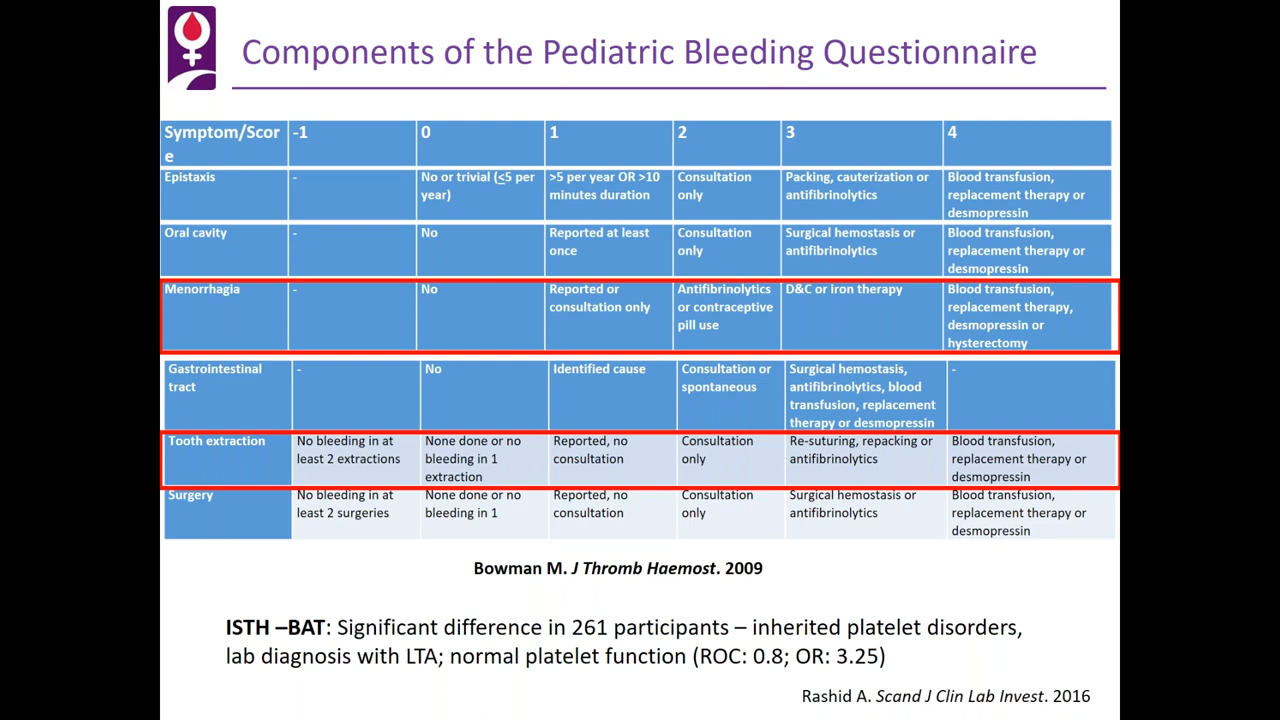 Components of the Pediatric Bleeding Questionnaire
Symptom/Scor
e
-1
0
1
2
3
4
Epistaxis
-
No or trivial (≤5 per
year)
>5 per year OR >10
minutes duration
Consultation
only
Packing, cauterization or
antifibrinolytics
Blood transfusion,
replacement therapy or
desmopressin
Oral cavity
-
No
Reported at least
once
Consultation
only
Surgical hemostasis or
antifibrinolytics
Blood transfusion,
replacement therapy or
desmopressin
Menorrhagia
-
No
Reported or
consultation only
Antifibrinolytics
or contraceptive
pill use
D&C or iron therapy
Blood transfusion,
replacement therapy,
desmopressin or
hysterectomy
Gastrointestinal
tract
-
No
Identified cause
Consultation or
spontaneous
Surgical hemostasis,
antifibrinolytics, blood
transfusion, replacement
therapy or desmopressin
-
Tooth extraction
No bleeding in at
least 2 extractions
None done or no
bleeding in 1
extraction
Reported, no
consultation
Consultation
only
Re-suturing, repacking or
antifibrinolytics
Blood transfusion,
replacement therapy or
desmopressin
Surgery
No bleeding in at
least 2 surgeries
None done or no
bleeding in 1
Reported, no
consultation
Consultation
only
Surgical hemostasis or
antifibrinolytics
Blood transfusion,
replacement therapy or
desmopressin
Bowman M. J Thromb Haemost. 2009
ISTH –BAT: Significant difference in 261 participants – inherited platelet disorders,
lab diagnosis with LTA; normal platelet function (ROC: 0.8; OR: 3.25)
Rashid A. Scand J Clin Lab Invest. 2016